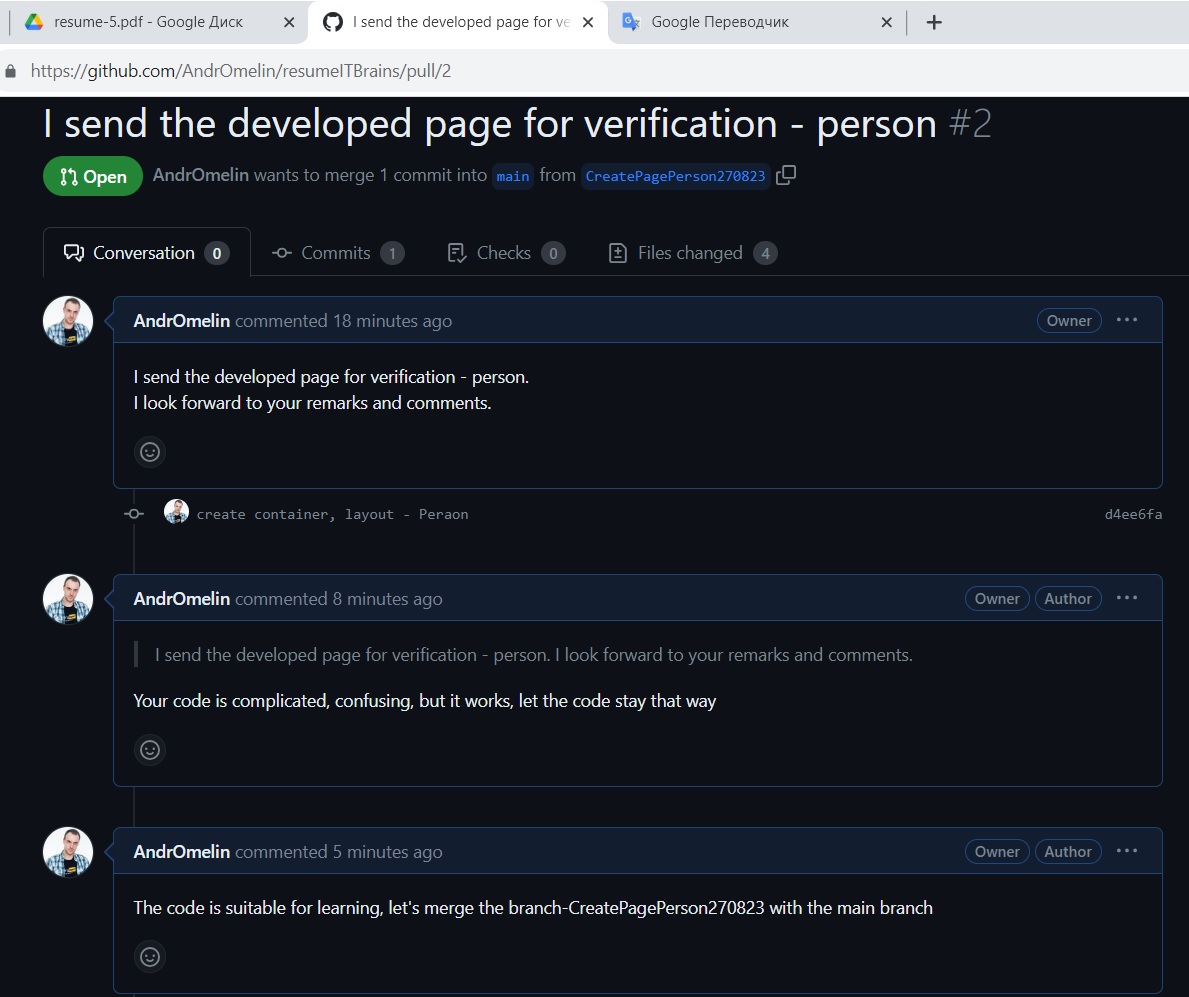 resume-5.pdf - Google Диск
I send the developed page for ve
Google Переводчик
https://github.com/AndrOmelin/resumeITBrains/pull/2
I send the developed page for verification - person #2
Open AndrOmelin wants to merge 1 commit into main from CreatePagePerson270823
Conversation 0 Commits 1 Checks 0 Files changed 4
AndrOmelin commented 18 minutes ago Owner ...
I send the developed page for verification - person.
I look forward to your remarks and comments.
create container, layout - Peraon d4ee6fa
AndrOmelin commented 8 minutes ago Owner Author ...
I send the developed page for verification - person. I look forward to your remarks and comments.
Your code is complicated, confusing, but it works, let the code stay that way
AndrOmelin commented 5 minutes ago Owner Author ...
The code is suitable for learning, let's merge the branch-CreatePagePerson270823 with the main branch